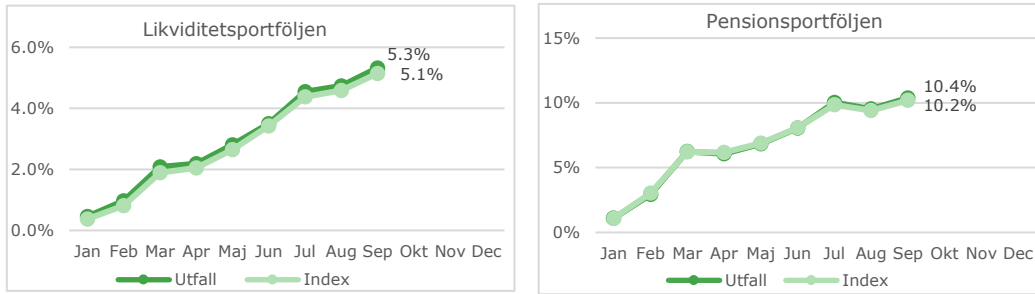 Likviditetsportföljen
6.0%
4.0%
2.0%
0.0%
5.3%
5.1%
Jan Feb Mar Apr Maj Jun Jul Aug Sep Okt Nov Dec
Utfall Index
Pensionsportföljen
15%
10%
5%
0%
10.4%
10.2%
Jan Feb Mar Apr Maj Jun Jul Aug Sep Okt Nov Dec
Utfall Index